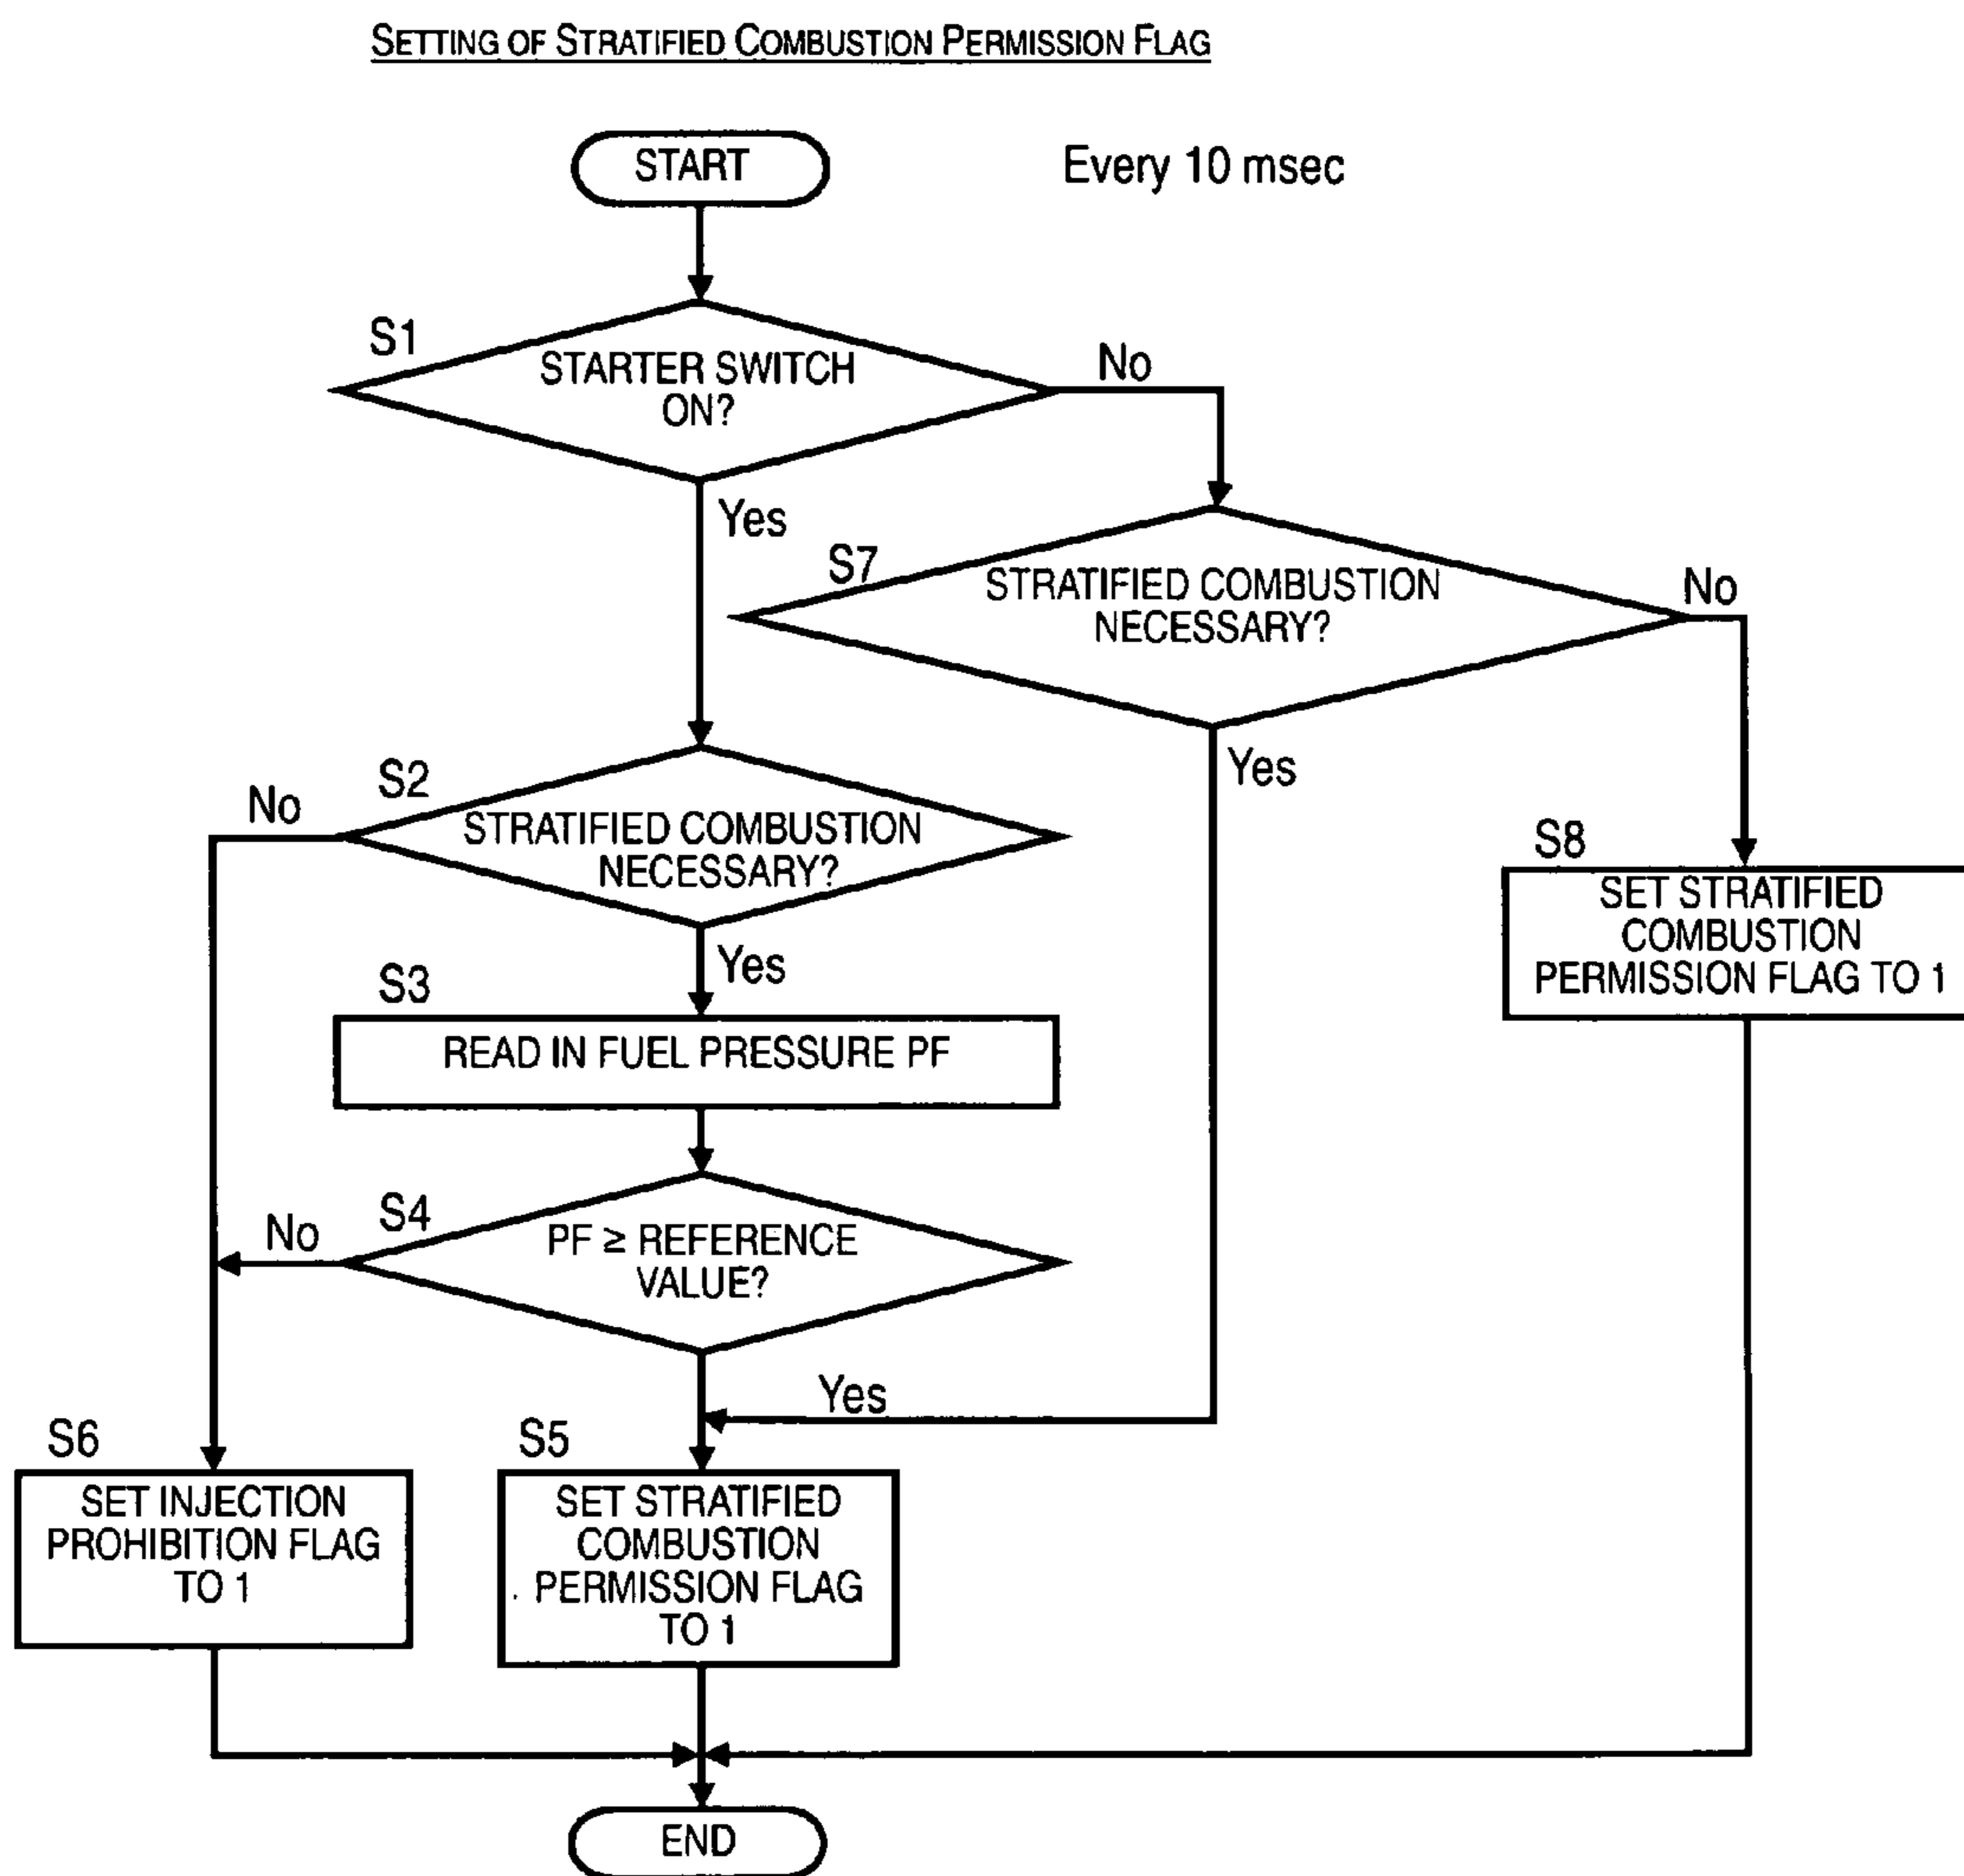 SETTING OF STRATIFIED COMBUSTION PERMISSION FLAG
START
Every 10 msec
S1
STARTER SWITCH
ON?
No
Yes
S7
STRATIFIED COMBUSTION
NECESSARY?
No
Yes
S2
No
STRATIFIED COMBUSTION
NECESSARY?
Yes
S8
SET STRATIFIED
COMBUSTION
PERMISSION FLAG TO 1
S3
READ IN FUEL PRESSURE PF
S4
No
PF ≥ REFERENCE
VALUE?
Yes
S6
SET INJECTION
PROHIBITION FLAG
TO 1
S5
SET STRATIFIED
COMBUSTION
PERMISSION FLAG
TO 1
END